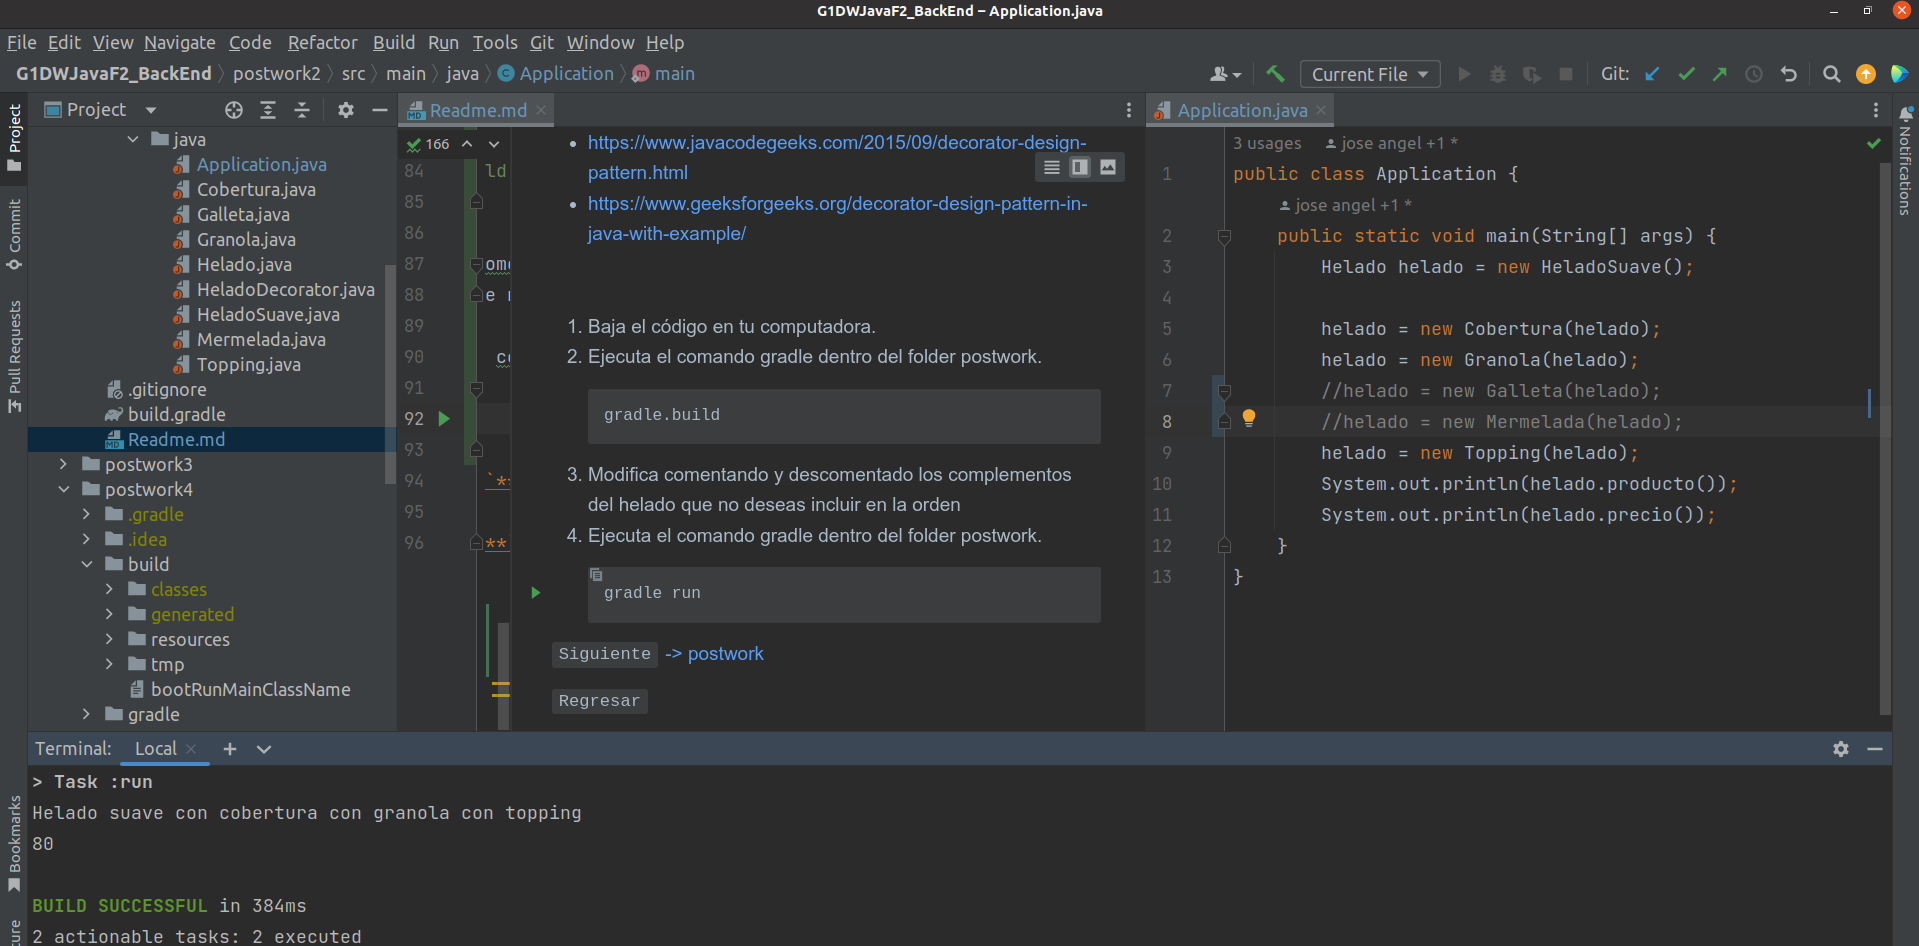 G1DWJavaF2_BackEnd – Application.java
File Edit View Navigate Code Refactor Build Run Tools Git Window Help
G1DWJavaF2_BackEnd postwork2 src main java Application main
Current File Git:
Project
Readme.md
Application.java
java
Application.java
Cobertura.java
Galleta.java
Granola.java
Helado.java
HeladoDecorator.java
HeladoSuave.java
Mermelada.java
Topping.java
.gitignore
build.gradle
Readme.md
postwork3
postwork4
.gradle
.idea
build
classes
generated
resources
tmp
bootRunMainClassName
gradle
Project
Commit
Pull Requests
Bookmarks
Notifications
166
84 ld
85
86
87
88 e
89
90
91
92
93
94 `**
95
96 **
https://www.javacodegeeks.com/2015/09/decorator-design-
pattern.html
https://www.geeksforgeeks.org/decorator-design-pattern-in-
java-with-example/
1. Baja el código en tu computadora.
2. Ejecuta el comando gradle dentro del folder postwork.
gradle.build
3. Modifica comentando y descomentado los complementos
del helado que no deseas incluir en la orden
4. Ejecuta el comando gradle dentro del folder postwork.
gradle run
Siguiente -> postwork
Regresar
3 usages jose angel +1 *
1 public class Application {
jose angel +1 *
2 public static void main(String[] args) {
3 Helado helado = new HeladoSuave();
4
5 helado = new Cobertura(helado);
6 helado = new Granola(helado);
7 //helado = new Galleta(helado);
8 //helado = new Mermelada(helado);
9 helado = new Topping(helado);
10 System.out.println(helado.producto());
11 System.out.println(helado.precio());
12 }
13 }
Terminal: Local
> Task :run
Helado suave con cobertura con granola con topping
80
BUILD SUCCESSFUL in 384ms
2 actionable tasks: 2 executed